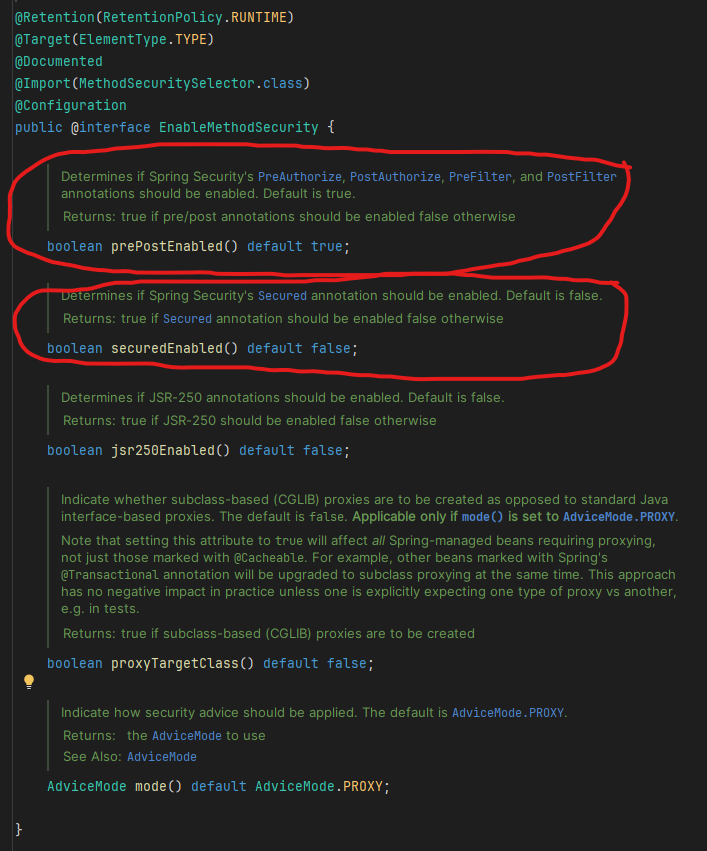 @Retention(RetentionPolicy.RUNTIME)
@Target(ElementType.TYPE)
@Documented
@Import(MethodSecuritySelector.class)
@Configuration
public @interface EnableMethodSecurity {
Determines if Spring Security's PreAuthorize, PostAuthorize, PreFilter, and PostFilter
annotations should be enabled. Default is true.
Returns: true if pre/post annotations should be enabled false otherwise
boolean prePostEnabled() default true;
Determines if Spring Security's Secured annotation should be enabled. Default is false.
Returns: true if Secured annotation should be enabled false otherwise
boolean securedEnabled() default false;
Determines if JSR-250 annotations should be enabled. Default is false.
Returns: true if JSR-250 should be enabled false otherwise
boolean jsr250Enabled() default false;
Indicate whether subclass-based (CGLIB) proxies are to be created as opposed to standard Java
interface-based proxies. The default is false. Applicable only if mode() is set to AdviceMode.PROXY.
Note that setting this attribute to true will affect all Spring-managed beans requiring proxying,
not just those marked with @Cacheable. For example, other beans marked with Spring's
@Transactional annotation will be upgraded to subclass proxying at the same time. This approach
has no negative impact in practice unless one is explicitly expecting one type of proxy vs another,
e.g. in tests.
Returns: true if subclass-based (CGLIB) proxies are to be created
boolean proxyTargetClass() default false;
Indicate how security advice should be applied. The default is AdviceMode.PROXY.
Returns: the AdviceMode to use
See Also: AdviceMode
AdviceMode mode() default AdviceMode.PROXY;
}